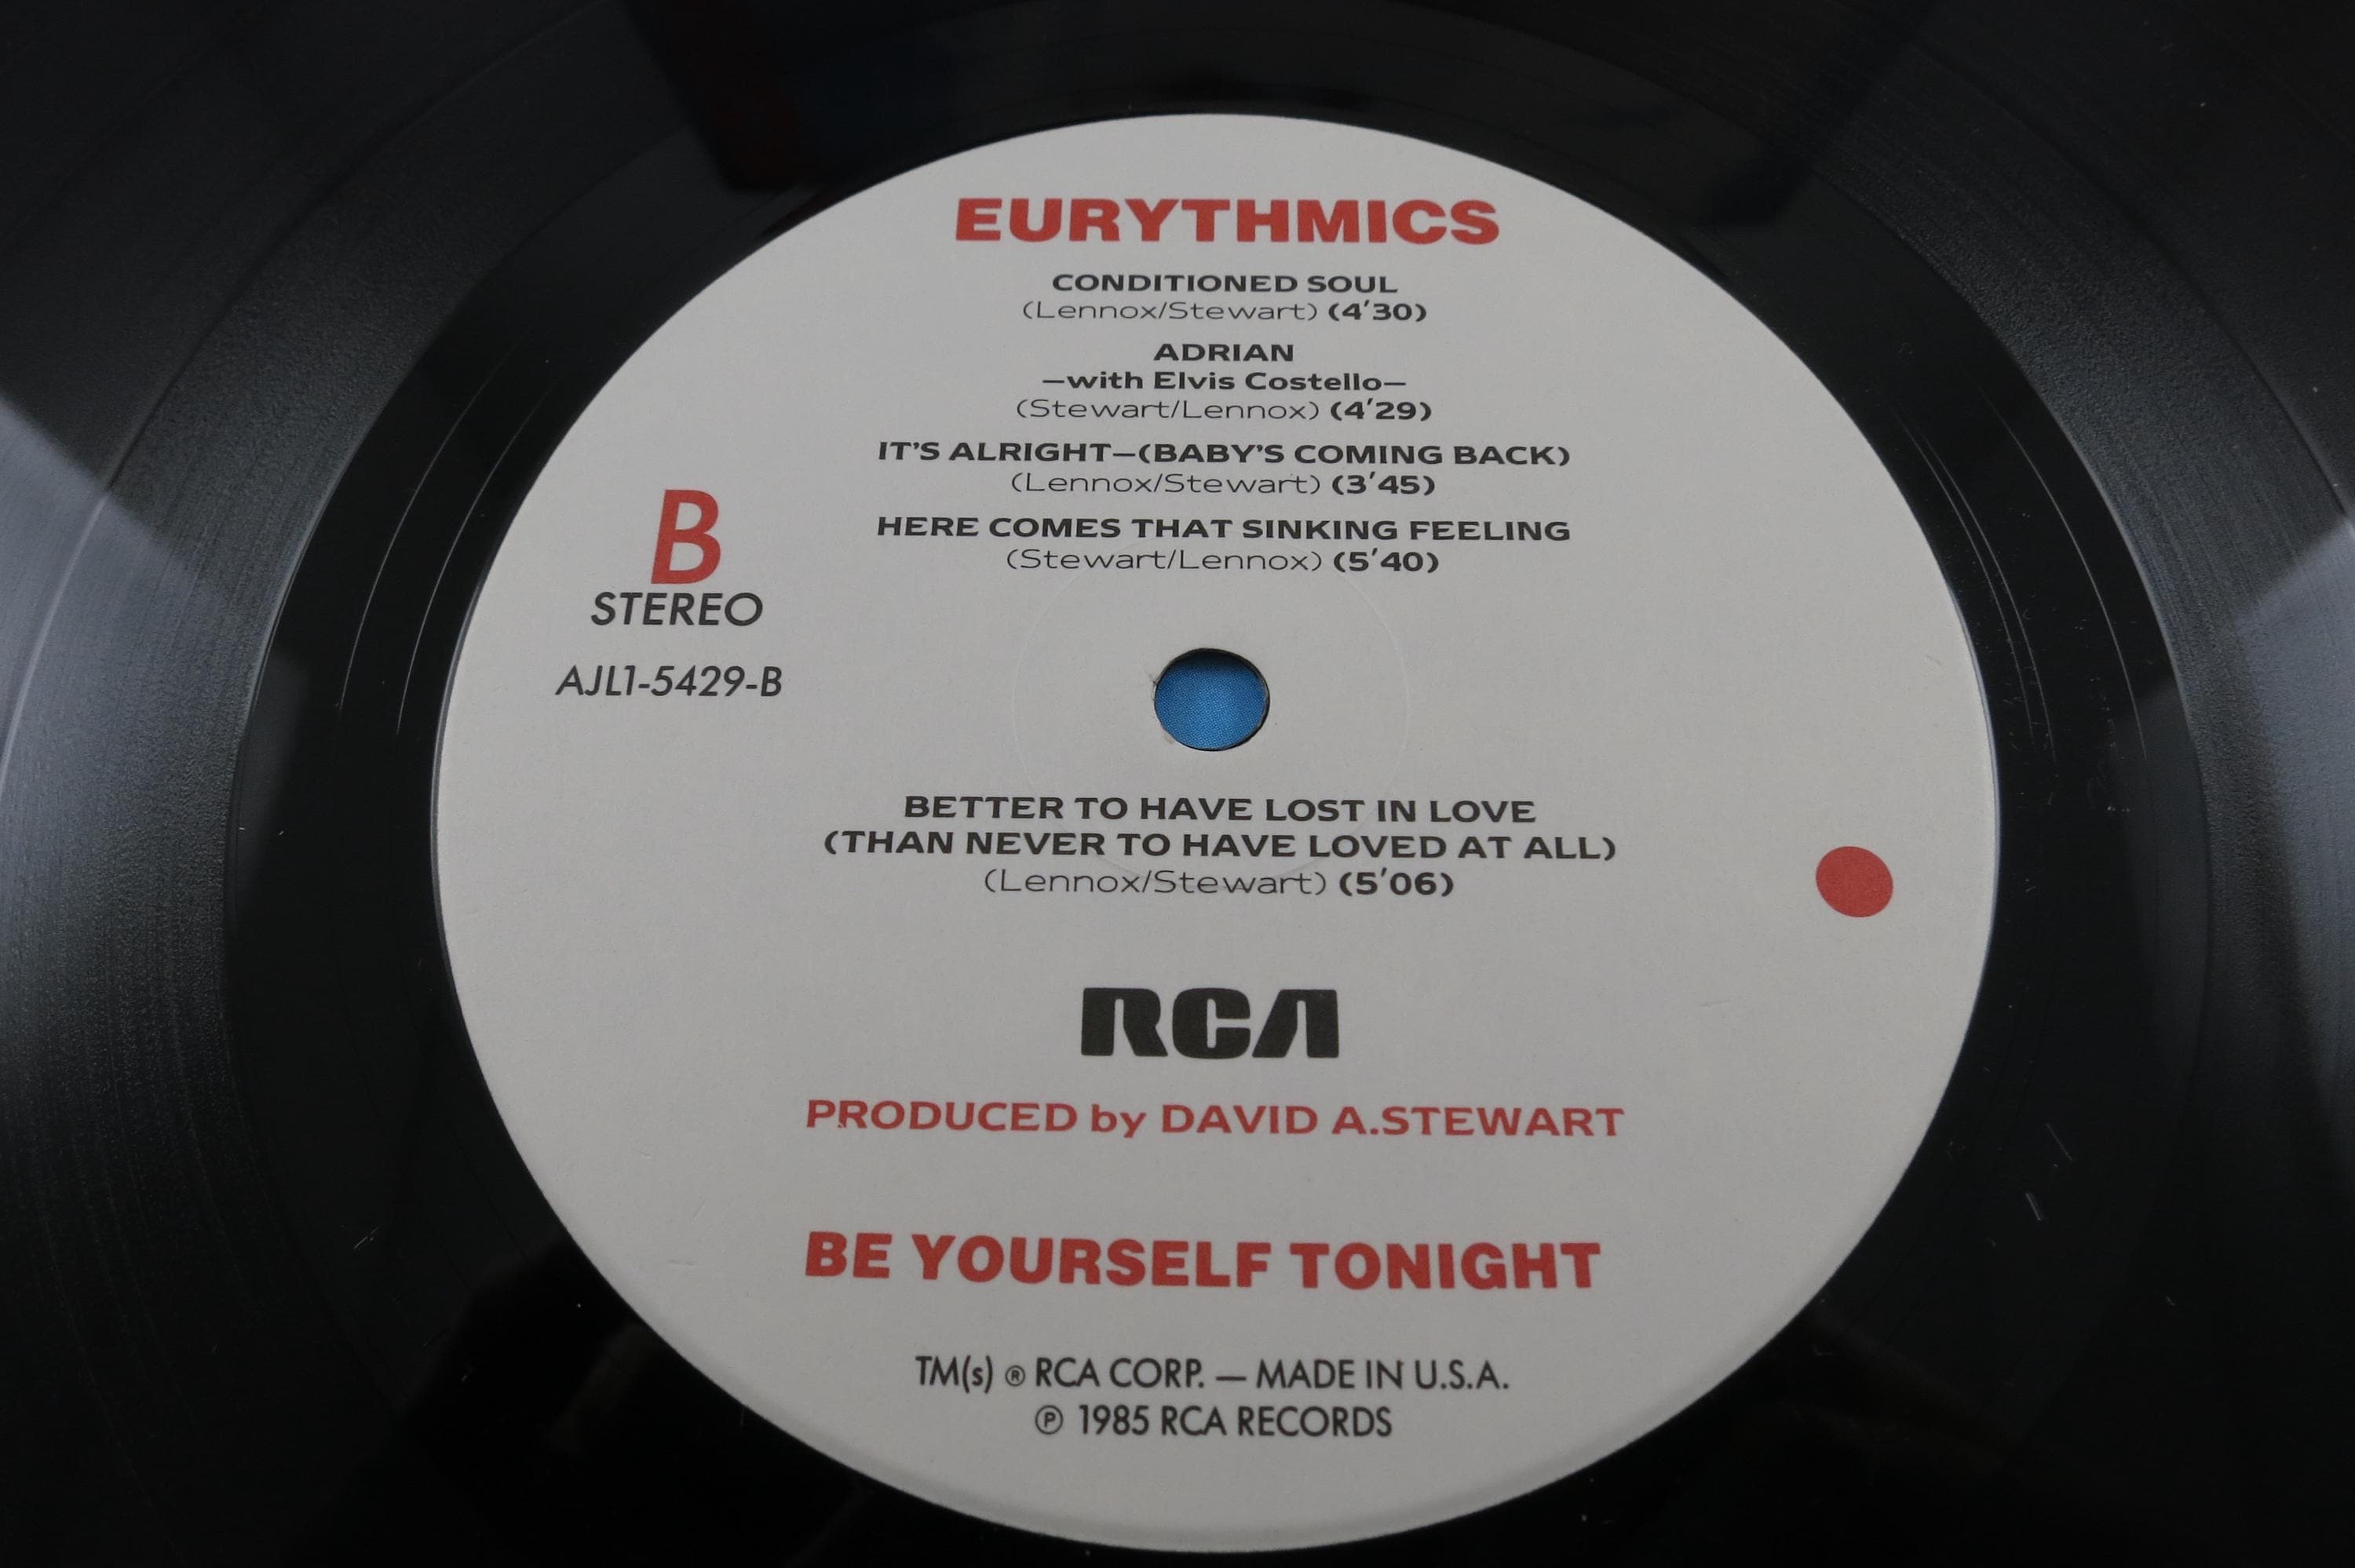 EURYTHMICS
CONDITIONED SOUL
(Lennox/Stewart) (4'30)
ADRIAN
—with Elvis Costello—
(Stewart/Lennox) (4'29)
IT'S ALRIGHT—(BABY'S COMING BACK)
(Lennox/Stewart) (3'45)
HERE COMES THAT SINKING FEELING
(Stewart/Lennox) (5'40)
B
STEREO
AJL1-5429-B
BETTER TO HAVE LOST IN LOVE
(THAN NEVER TO HAVE LOVED AT ALL)
(Lennox/Stewart) (5'06)
RCA
PRODUCED by DAVID A.STEWART
BE YOURSELF TONIGHT
TM(s) ® RCA CORP. — MADE IN U.S.A.
℗ 1985 RCA RECORDS